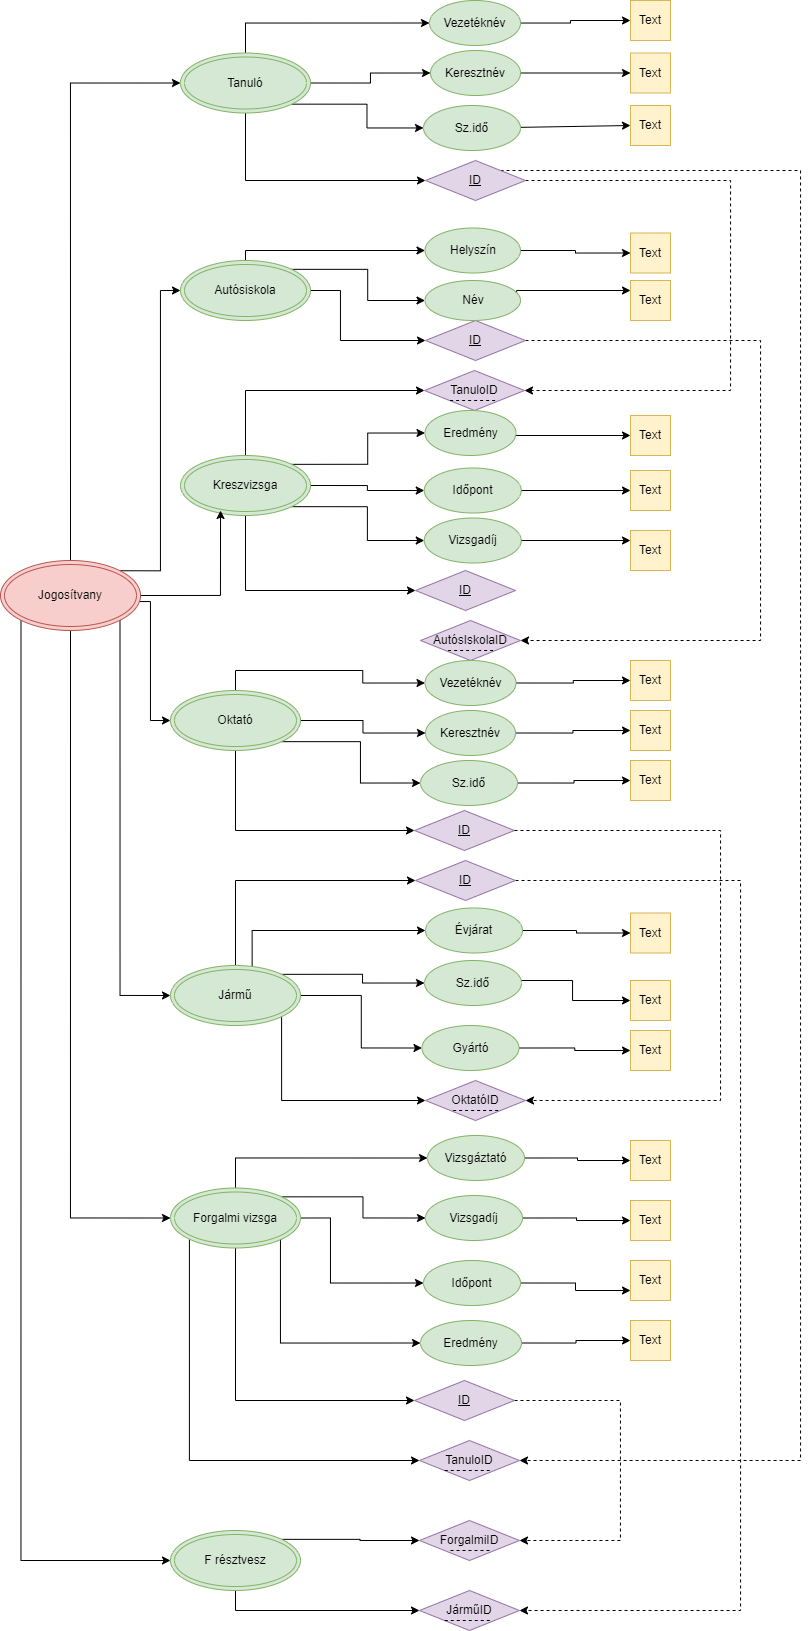 Vezetéknév
Text
Tanuló
Keresztnév
Text
Sz.idő
Text
ID
Helyszín
Text
Autósiskola
Név
Text
ID
TanuloID
Eredmény
Text
Kreszvizsga
Időpont
Text
Vizsgadíj
Text
ID
Jogosítvany
AutósIskolaID
Vezetéknév
Text
Oktató
Keresztnév
Text
Sz.idő
Text
ID
ID
Évjárat
Text
Jármű
Sz.idő
Text
Gyártó
Text
OktatóID
Vizsgáztató
Text
Forgalmi vizsga
Vizsgadíj
Text
Időpont
Text
Eredmény
Text
ID
TanuloID
ForgalmiID
F résztvesz
JárműID